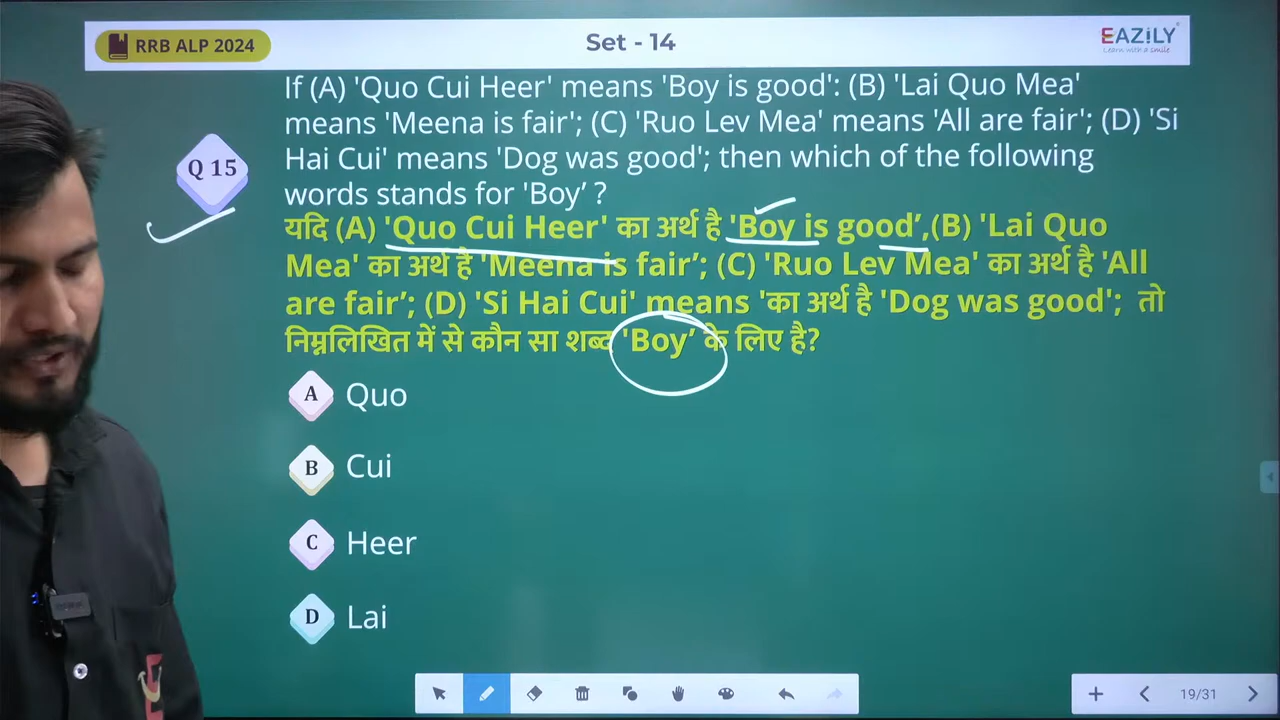 RRB ALP 2024
Set - 14
EAZILY
Learn with a smile
Q 15
If (A) 'Quo Cui Heer' means 'Boy is good': (B) 'Lai Quo Mea'
means 'Meena is fair'; (C) 'Ruo Lev Mea' means 'All are fair'; (D) 'Si
Hai Cui' means 'Dog was good'; then which of the following
words stands for 'Boy’ ?
यदि (A) 'Quo Cui Heer' का अर्थ है 'Boy is good’,(B) 'Lai Quo
Mea' का अर्थ है 'Meena is fair’; (C) 'Ruo Lev Mea' का अर्थ है 'All
are fair’; (D) 'Si Hai Cui' means 'का अर्थ है 'Dog was good'; तो
निम्नलिखित में से कौन सा शब्द 'Boy’ के लिए है?
A Quo
B Cui
C Heer
D Lai
19/31